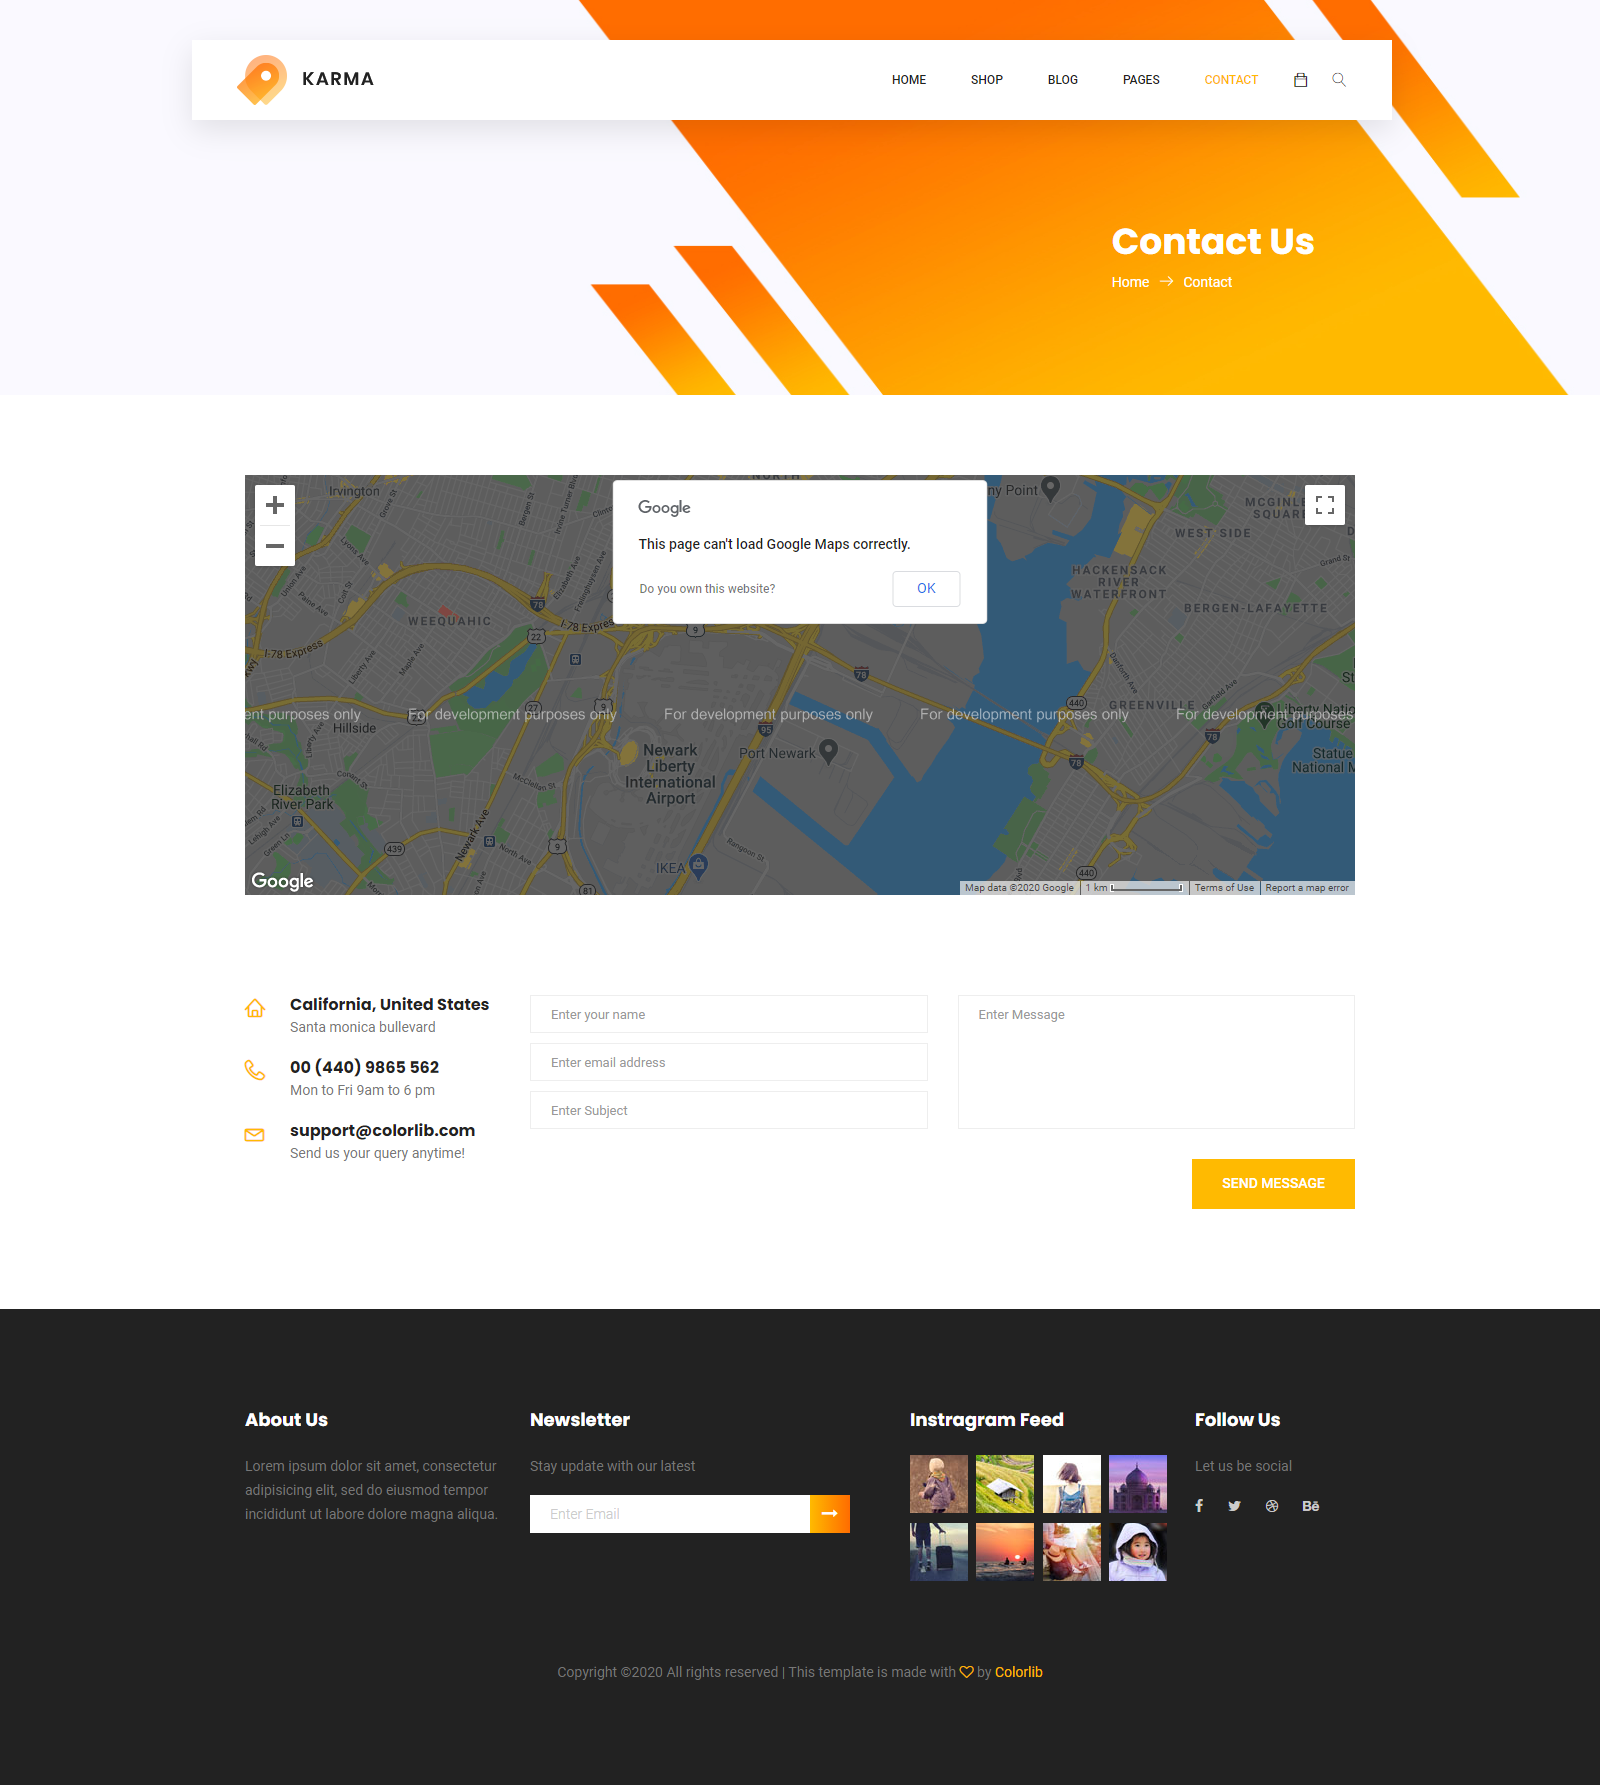 KARMA
HOME SHOP BLOG PAGES CONTACT
Contact Us
Home Contact
Irvington
ny Point
WEST SIDE
HACKENSACK
RIVER
WATERFRONT
BERGEN-LAFAYETTE
Google
This page can't load Google Maps correctly.
Do you own this website?
OK
WEEQUAHIC
I-78 Express
I-78 Express
Hillside
ent purposes only For development purposes only For development purposes only For development purposes only For development purposes
GREENVILLE
Liberty Natio
Golf Course
Statue
National M
Newark
Liberty
International
Airport
Port Newark
Elizabeth
River Park
IKEA
Google
Map data ©2020 Google 1 km Terms of Use Report a map error
California, United States
Santa monica bullevard
00 (440) 9865 562
Mon to Fri 9am to 6 pm
support@colorlib.com
Send us your query anytime!
Enter your name
Enter email address
Enter Subject
Enter Message
SEND MESSAGE
About Us
Lorem ipsum dolor sit amet, consectetur
adipisicing elit, sed do eiusmod tempor
incididunt ut labore dolore magna aliqua.
Newsletter
Stay update with our latest
Enter Email
Instragram Feed
Follow Us
Let us be social
Copyright ©2020 All rights reserved | This template is made with by Colorlib